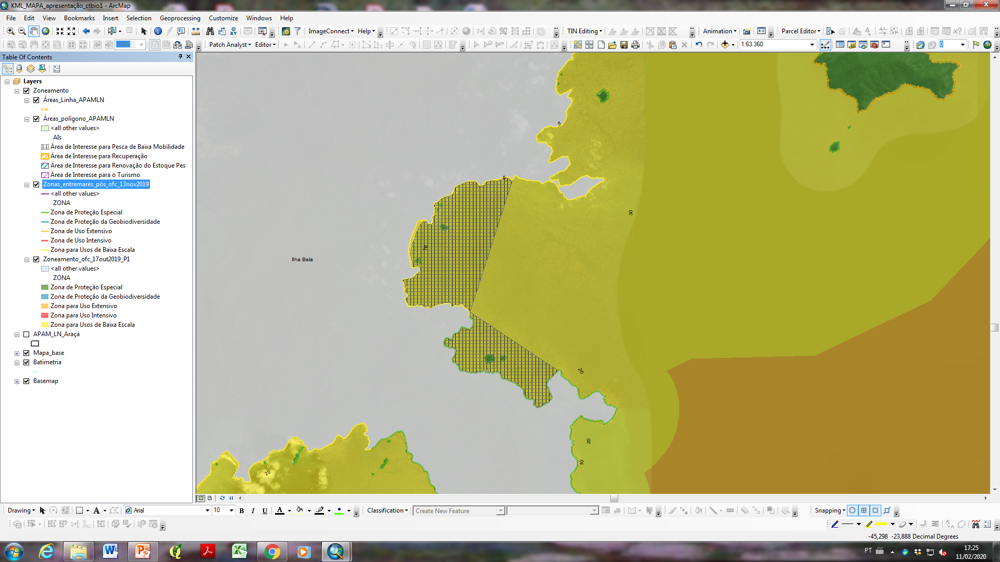 KML_MAPA_apresentação_ctbio1 - ArcMap
File Edit View Bookmarks Insert Selection Geoprocessing Customize Windows Help
ImageConnect Help TIN Editing Animation Parcel Editor
100% Patch Analyst Editor 1:63.360 0
Table Of Contents
Layers
Zoneamento
Áreas_Linha_APAMLN
Áreas_polígono_APAMLN
<all other values>
AIs
Área de Interesse para Pesca de Baixa Mobilidade
Área de Interesse para Recuperação
Área de Interesse para Renovação do Estoque Pes
Área de Interesse para o Turismo
Zonas_entremarés_pós_ofc_13nov2019
<all other values>
ZONA
Zona de Proteção Especial
Zona de Proteção da Geobiodiversidade
Zona de Uso Extensivo
Zona de Uso Intensivo
Zona para Usos de Baixa Escala
Zoneamento_ofc_17out2019_P1
<all other values>
ZONA
Zona de Proteção Especial
Zona de Proteção da Geobiodiversidade
Zona para Uso Extensivo
Zona para Uso Intensivo
Zona para Usos de Baixa Escala
APAM_LN_Araçá
Mapa_base
Batimetria
Basemap
5
5
30
10
Ilha Bela
20
20
10
20
Drawing A Arial 10 B I U A Classification Create New Feature Snapping
-45,298 -23,888 Decimal Degrees
PT 17:25
11/02/2020